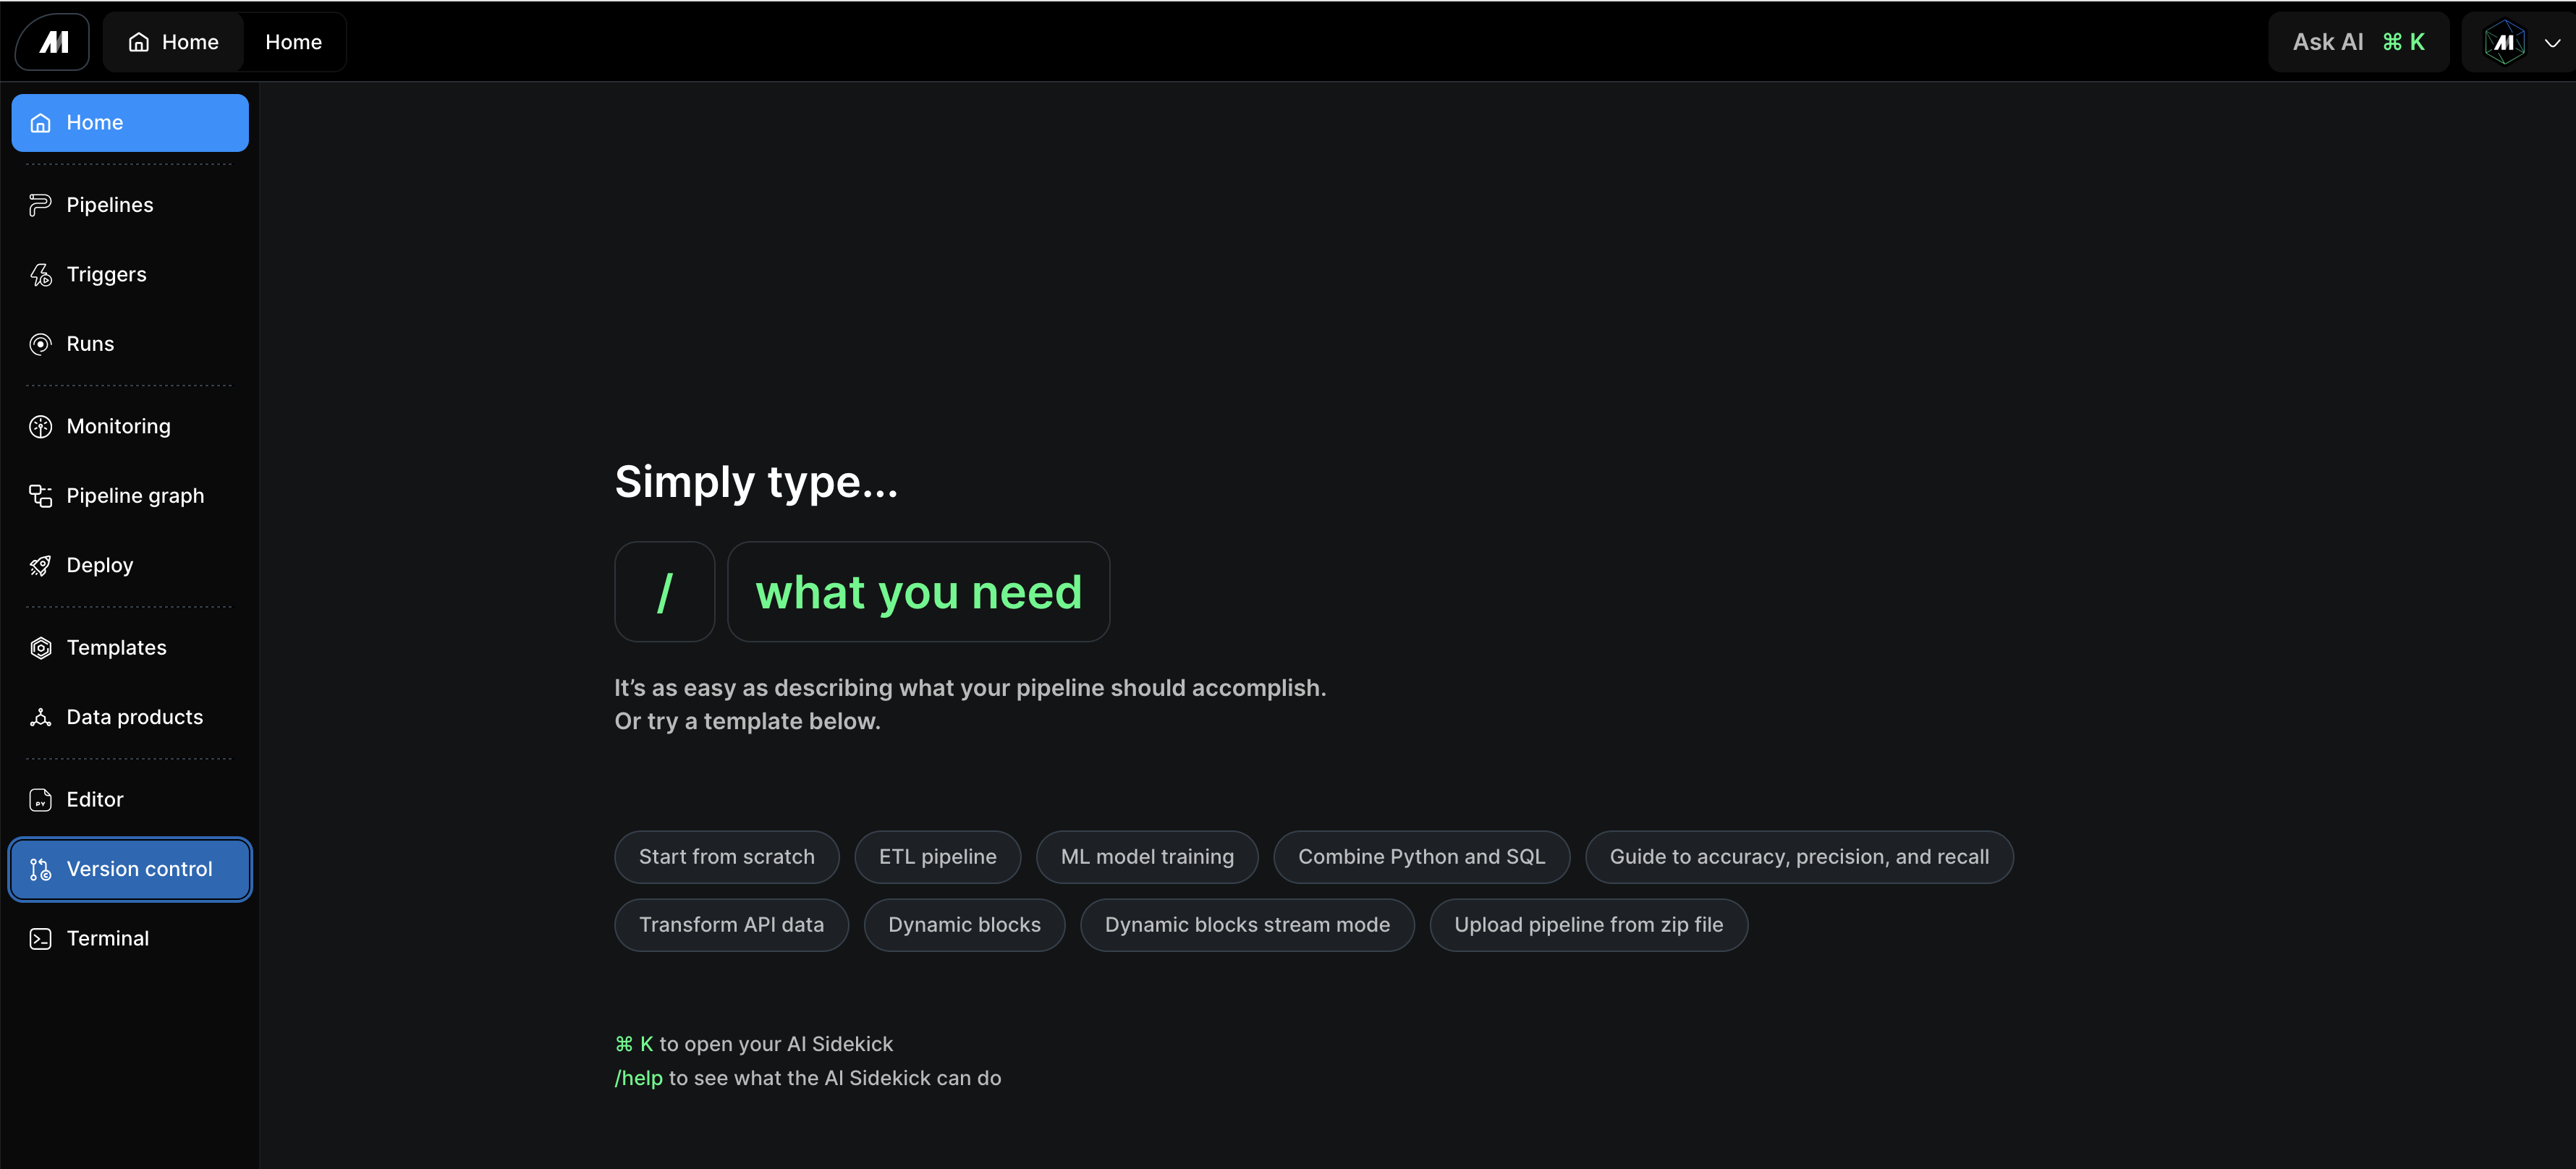 Home
Home
Ask AI ⌘ K
Home
Pipelines
Triggers
Runs
Monitoring
Pipeline graph
Deploy
Templates
Data products
Editor
Version control
Terminal
Simply type...
/ what you need
It’s as easy as describing what your pipeline should accomplish.
Or try a template below.
Start from scratch
ETL pipeline
ML model training
Combine Python and SQL
Guide to accuracy, precision, and recall
Transform API data
Dynamic blocks
Dynamic blocks stream mode
Upload pipeline from zip file
⌘ K to open your AI Sidekick
/help to see what the AI Sidekick can do